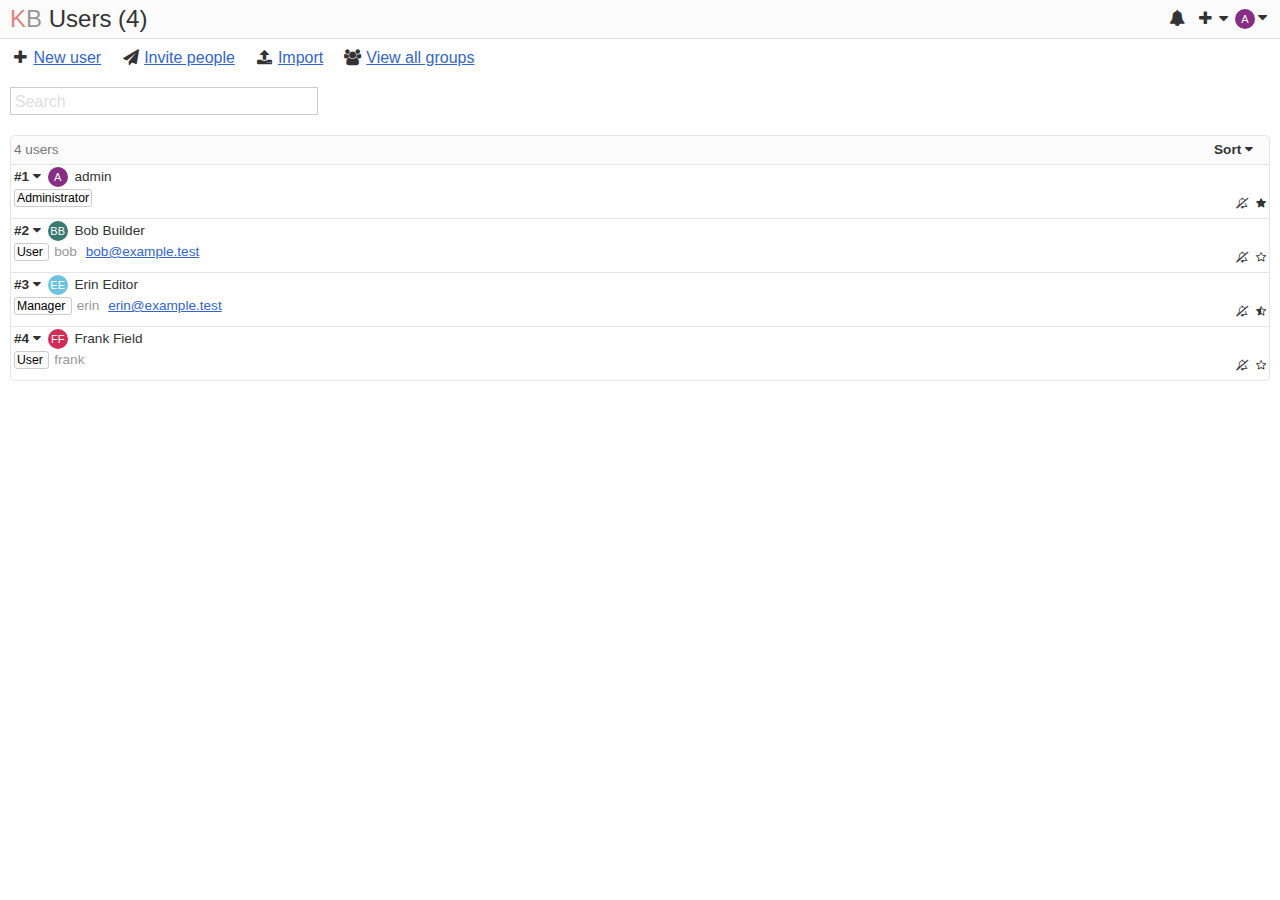 KB Users (4) A
New user Invite people Import View all groups
Search
4 users Sort
#1 A admin
Administrator
#2 BB Bob Builder
User bob bob@example.test
#3 EE Erin Editor
Manager erin erin@example.test
#4 FF Frank Field
User frank